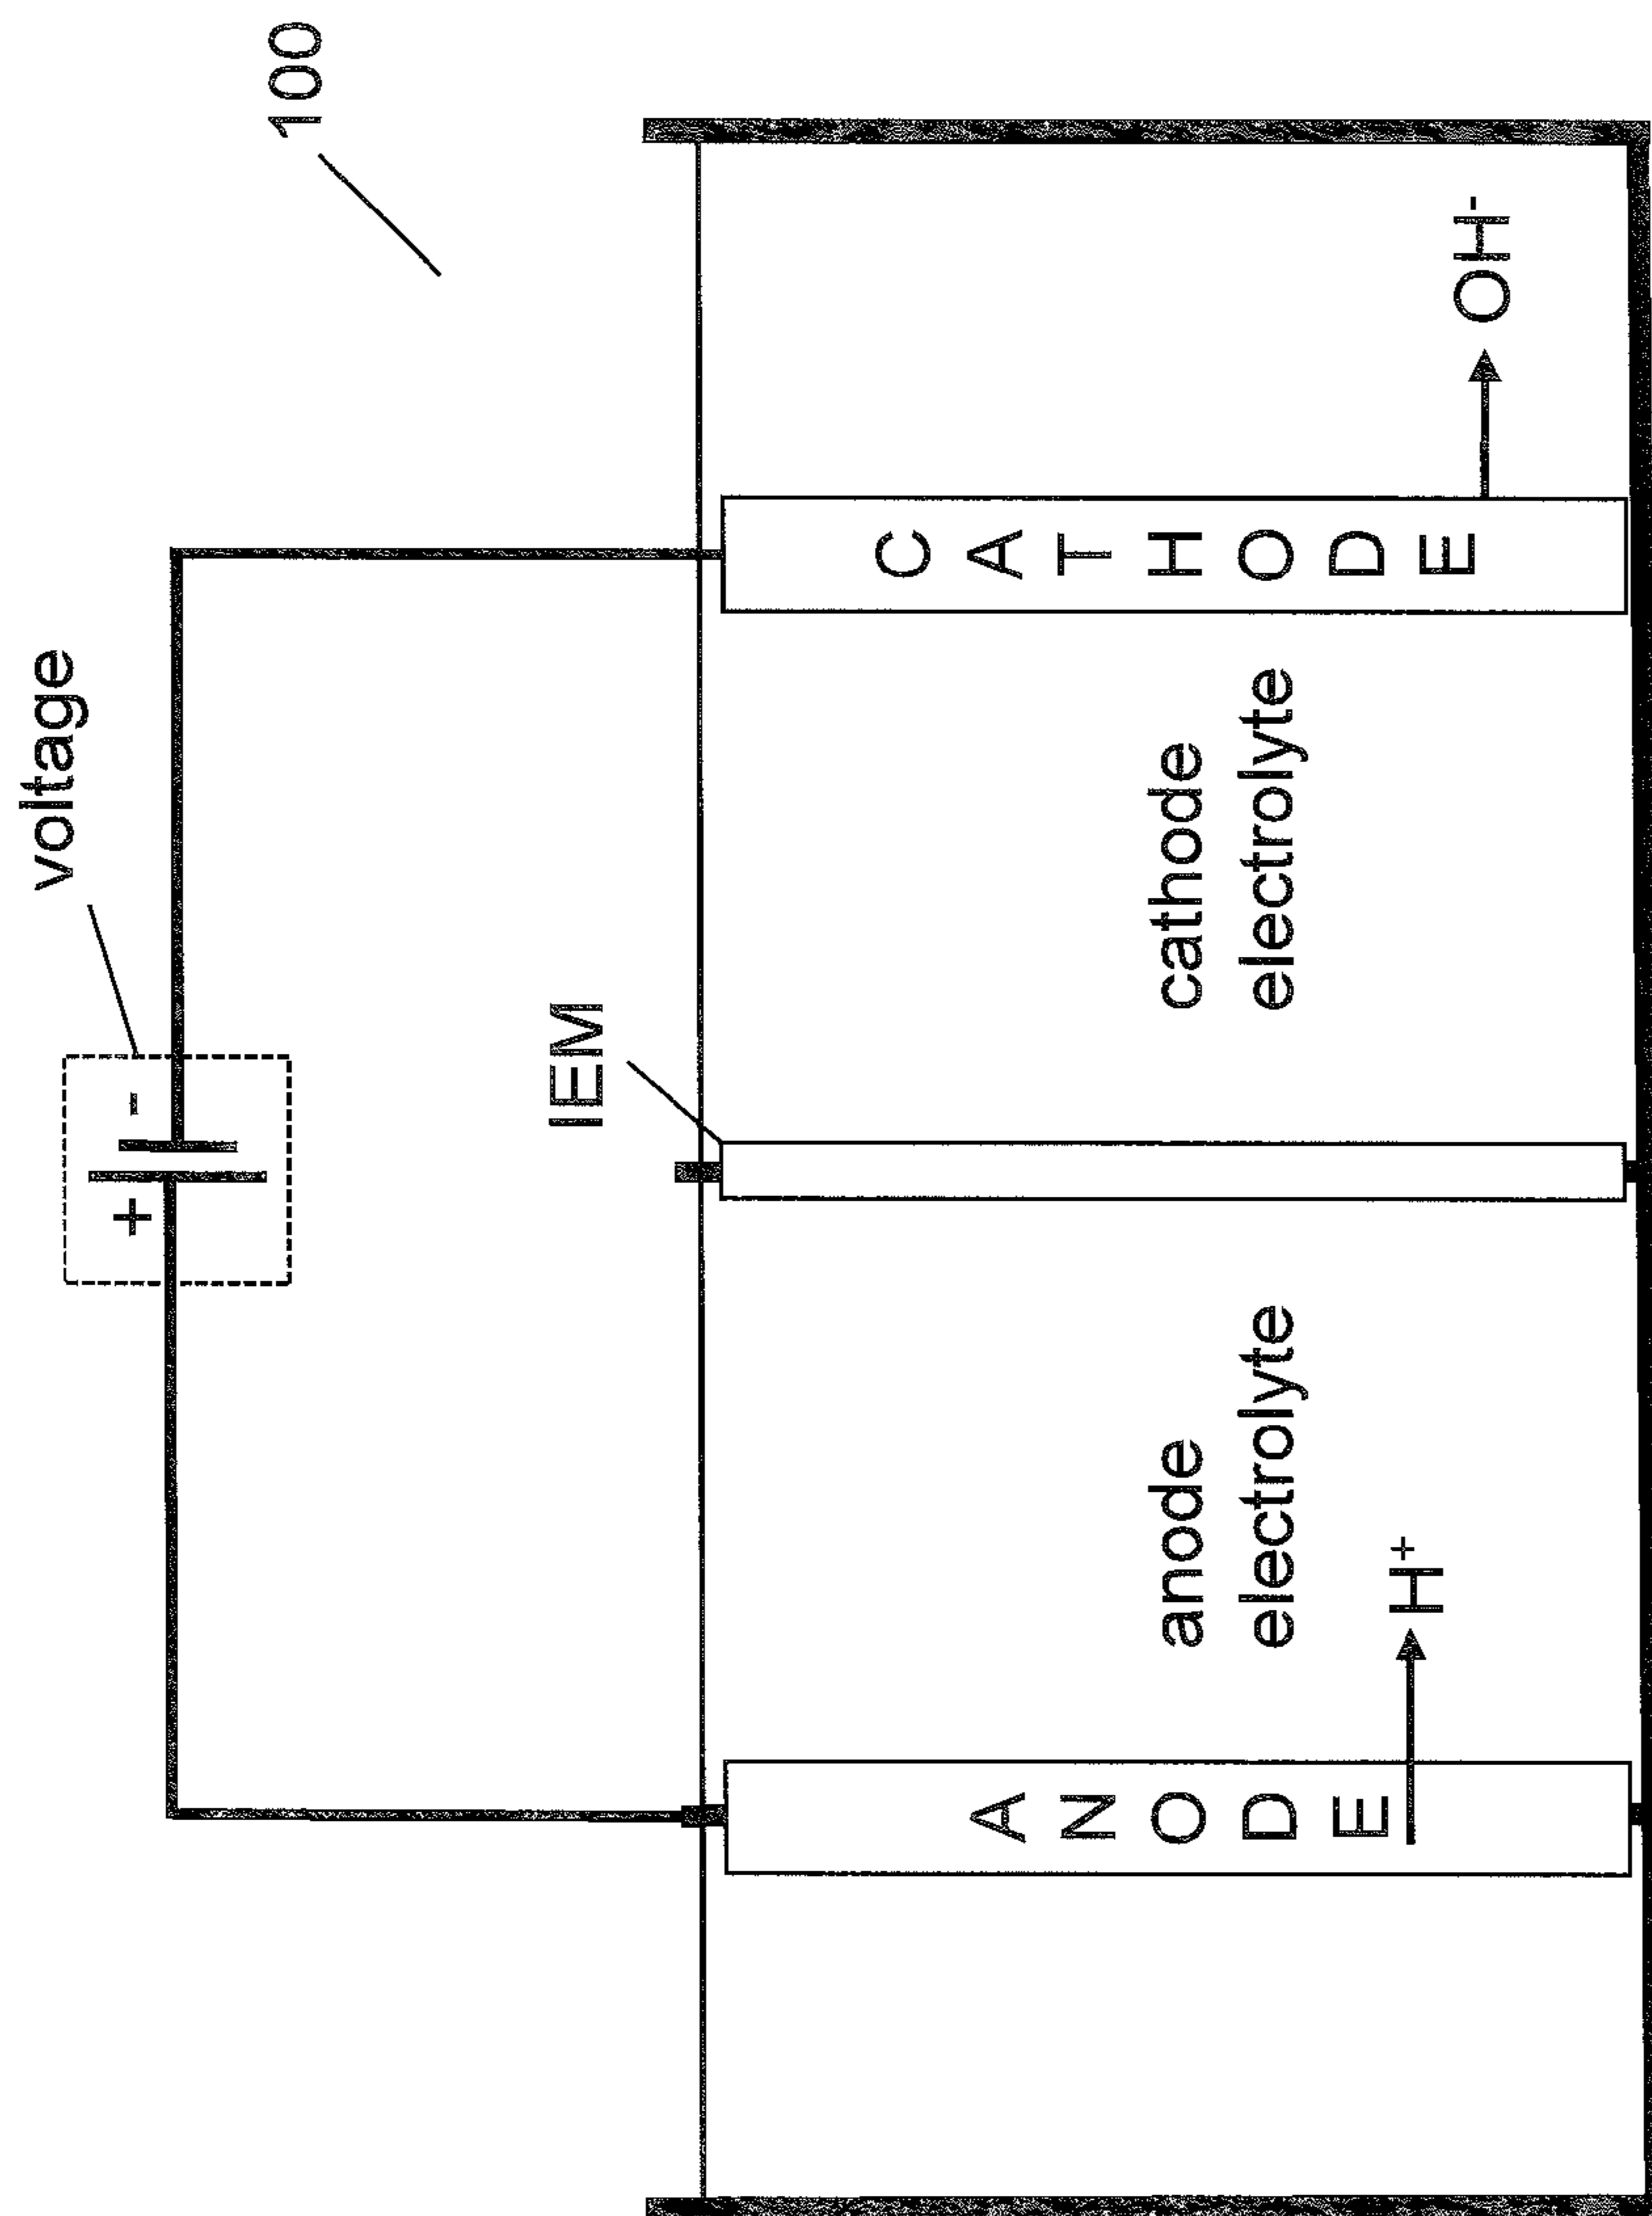 100
voltage
+ -
IEM
ANODE
anode
electrolyte
H⁺
cathode
electrolyte
CATHODE
OH⁻